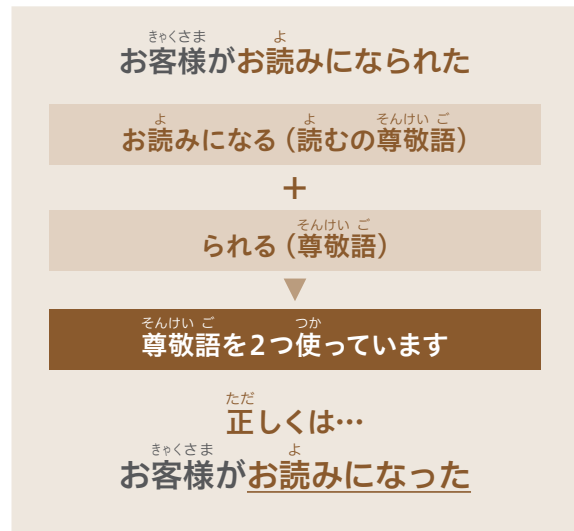 お客様がお読みになられた
お読みになる（読むの尊敬語）
＋
られる（尊敬語）
▼
尊敬語を2つ使っています
正しくは…
お客様がお読みになった